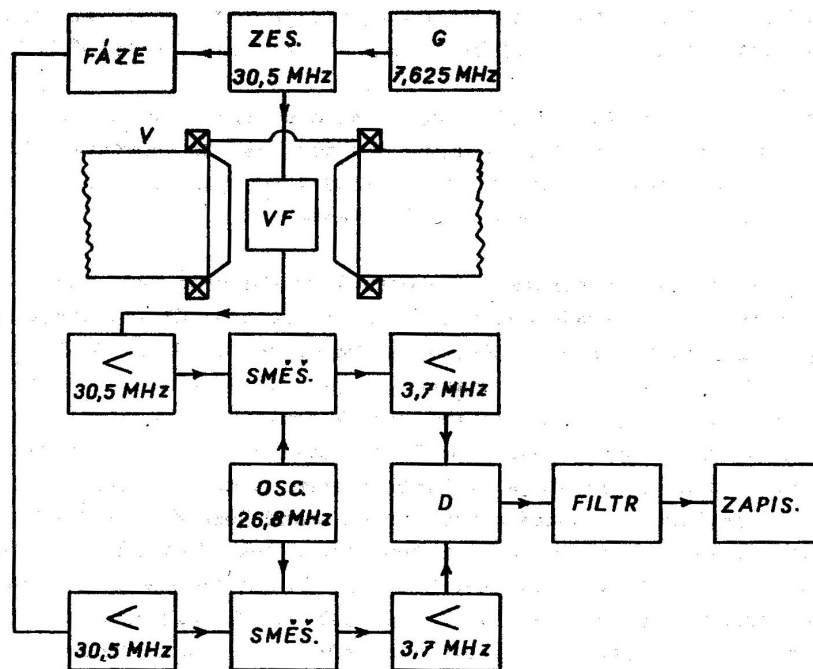 FÁZE
ZES.
30,5 MHz
G
7,625 MHz
V
VF
<
30,5 MHz
SMĚŠ.
<
3,7 MHz
OSC.
26,8 MHz
D
FILTR
ZAPIS.
<
30,5 MHz
SMĚŠ.
<
3,7 MHz